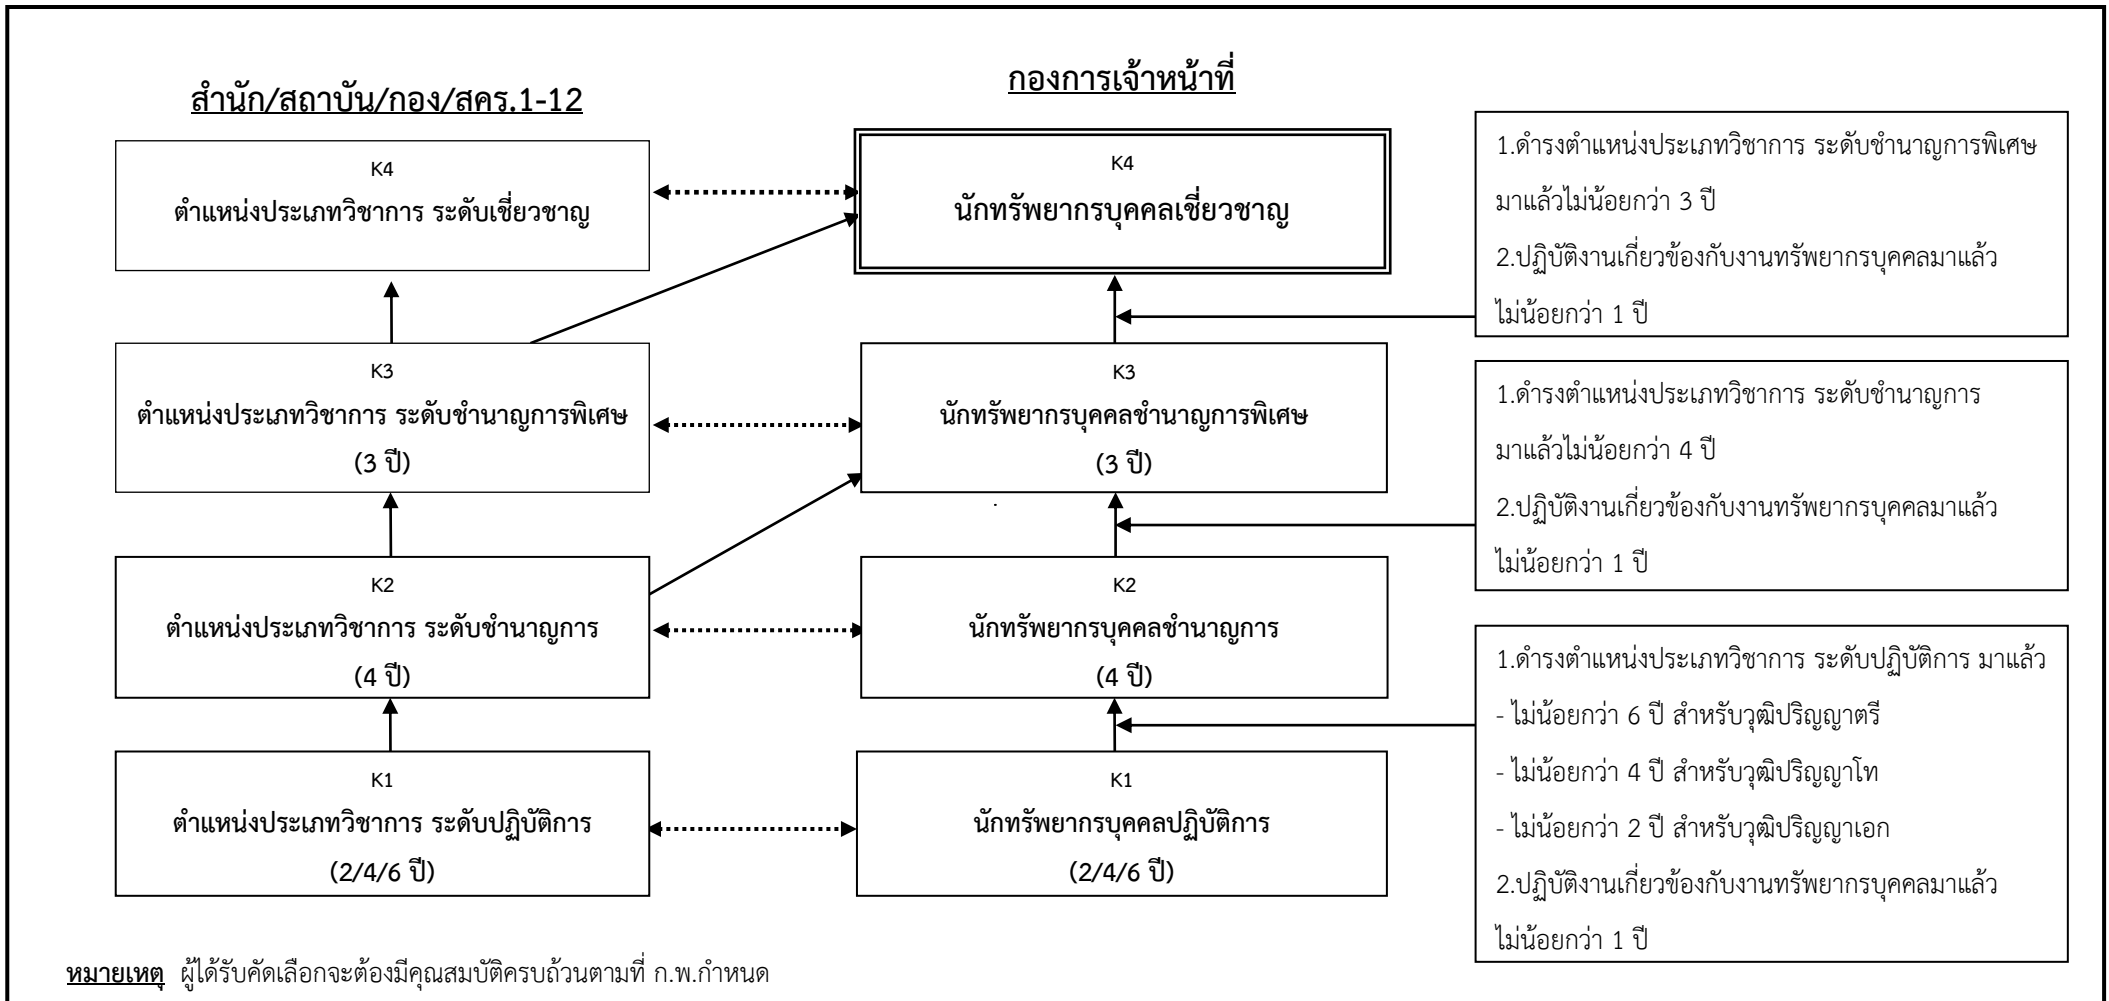 สำนัก/สถาบัน/กอง/สคร.1-12
K4
ตำแหน่งประเภทวิชาการ ระดับเชี่ยวชาญ
K3
ตำแหน่งประเภทวิชาการ ระดับชำนาญการพิเศษ
(3 ปี)
K2
ตำแหน่งประเภทวิชาการ ระดับชำนาญการ
(4 ปี)
K1
ตำแหน่งประเภทวิชาการ ระดับปฏิบัติการ
(2/4/6 ปี)
กองการเจ้าหน้าที่
K4
นักทรัพยากรบุคคลเชี่ยวชาญ
K3
นักทรัพยากรบุคคลชำนาญการพิเศษ
(3 ปี)
K2
นักทรัพยากรบุคคลชำนาญการ
(4 ปี)
K1
นักทรัพยากรบุคคลปฏิบัติการ
(2/4/6 ปี)
1.ดำรงตำแหน่งประเภทวิชาการ ระดับชำนาญการพิเศษ
มาแล้วไม่น้อยกว่า 3 ปี
2.ปฏิบัติงานเกี่ยวข้องกับงานทรัพยากรบุคคลมาแล้ว
ไม่น้อยกว่า 1 ปี
1.ดำรงตำแหน่งประเภทวิชาการ ระดับชำนาญการ
มาแล้วไม่น้อยกว่า 4 ปี
2.ปฏิบัติงานเกี่ยวข้องกับงานทรัพยากรบุคคลมาแล้ว
ไม่น้อยกว่า 1 ปี
1.ดำรงตำแหน่งประเภทวิชาการ ระดับปฏิบัติการ มาแล้ว
- ไม่น้อยกว่า 6 ปี สำหรับวุฒิปริญญาตรี
- ไม่น้อยกว่า 4 ปี สำหรับวุฒิปริญญาโท
- ไม่น้อยกว่า 2 ปี สำหรับวุฒิปริญญาเอก
2.ปฏิบัติงานเกี่ยวข้องกับงานทรัพยากรบุคคลมาแล้ว
ไม่น้อยกว่า 1 ปี
หมายเหตุ ผู้ได้รับคัดเลือกจะต้องมีคุณสมบัติครบถ้วนตามที่ ก.พ.กำหนด